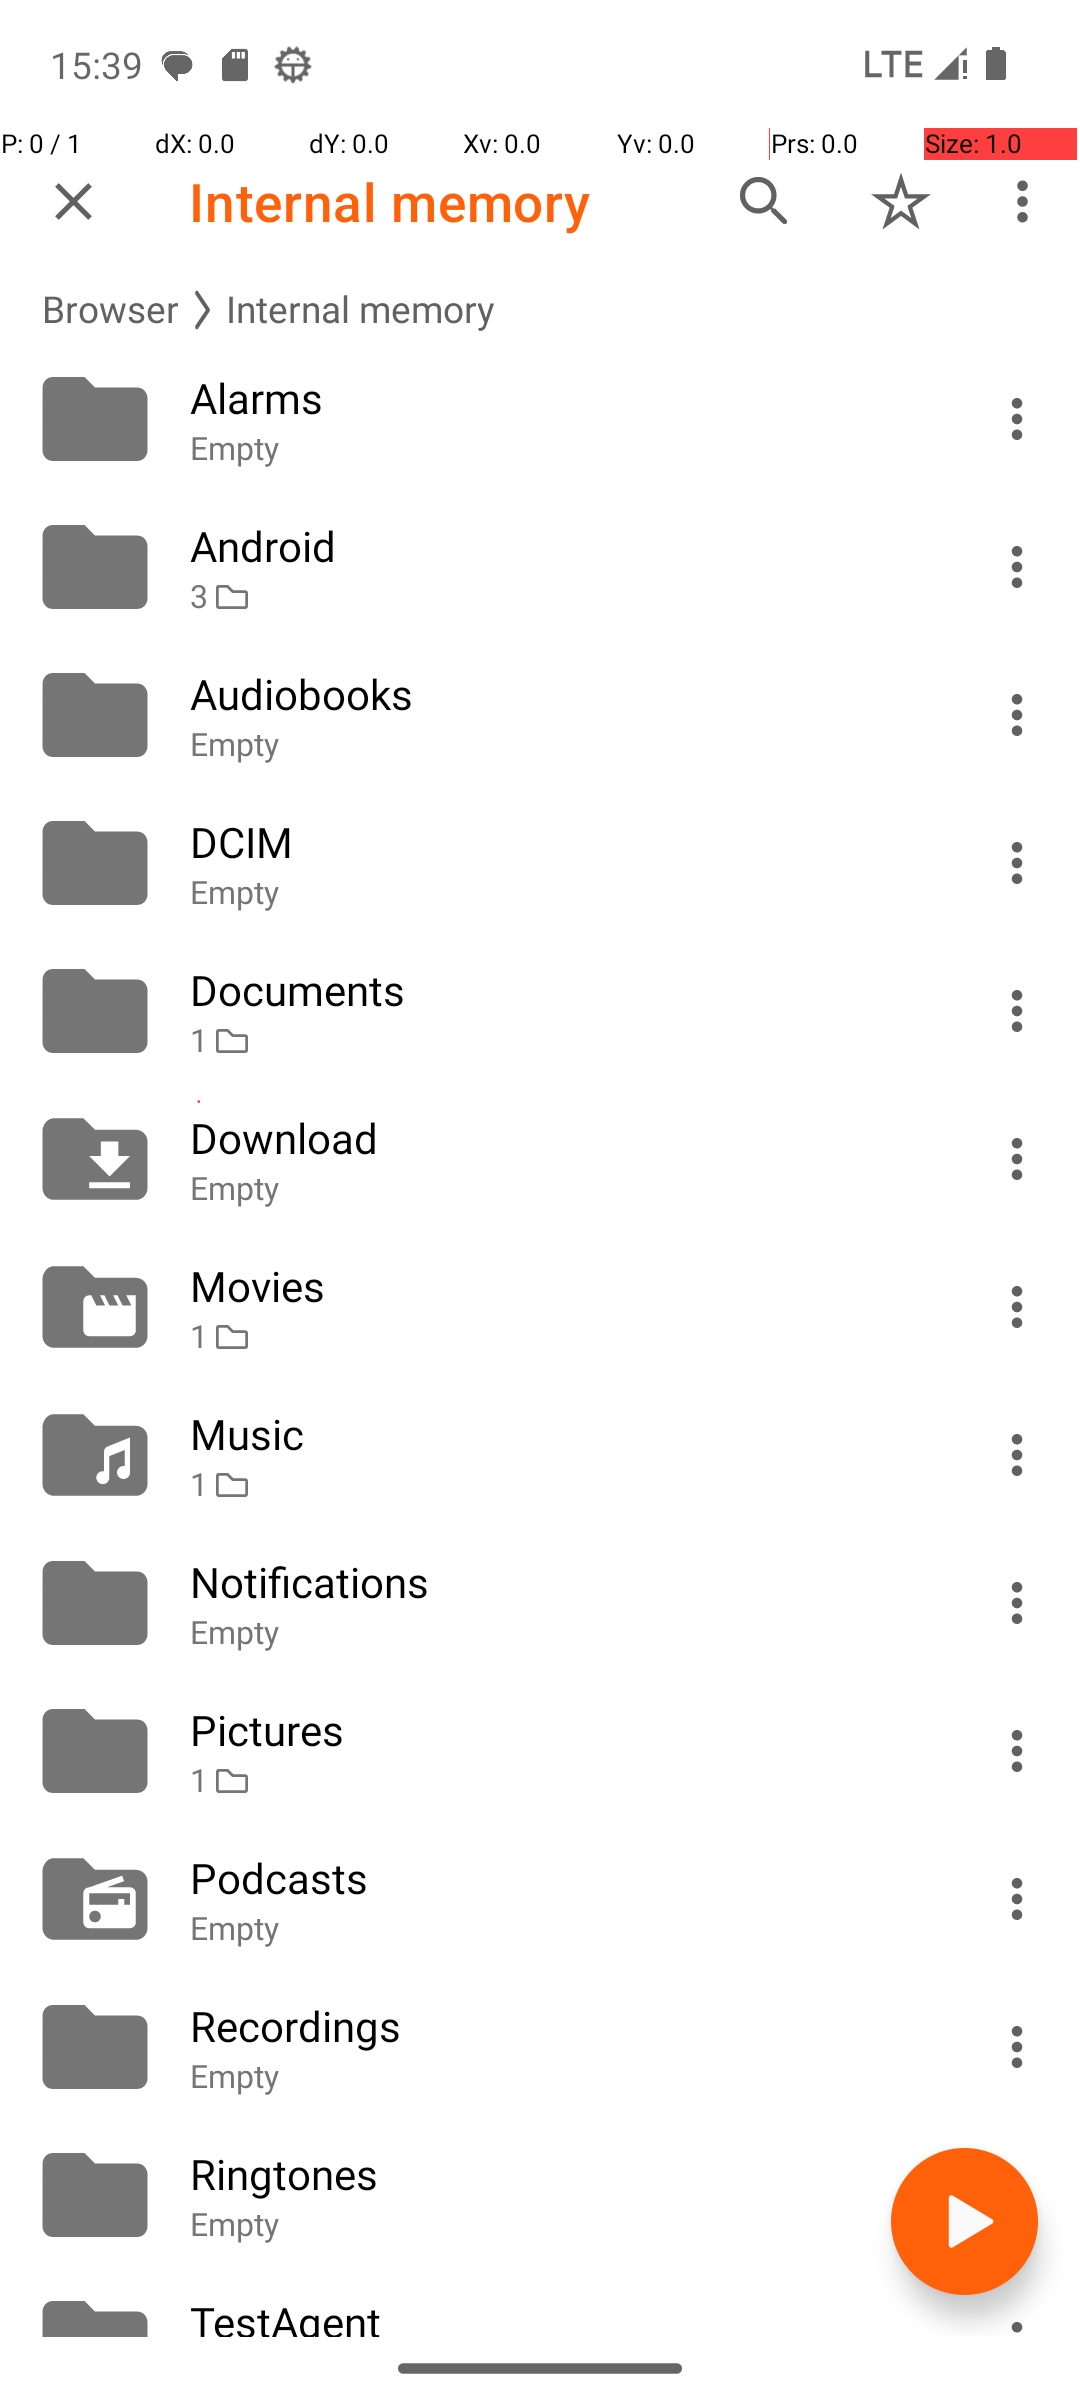 15:39
LTE
P: 0 / 1 dX: 0.0 dY: 0.0 Xv: 0.0 Yv: 0.0 Prs: 0.0 Size: 1.0
Internal memory
Browser Internal memory
Alarms
Empty
Android
3
Audiobooks
Empty
DCIM
Empty
Documents
1
Download
Empty
Movies
1
Music
1
Notifications
Empty
Pictures
1
Podcasts
Empty
Recordings
Empty
Ringtones
Empty
TestAgent